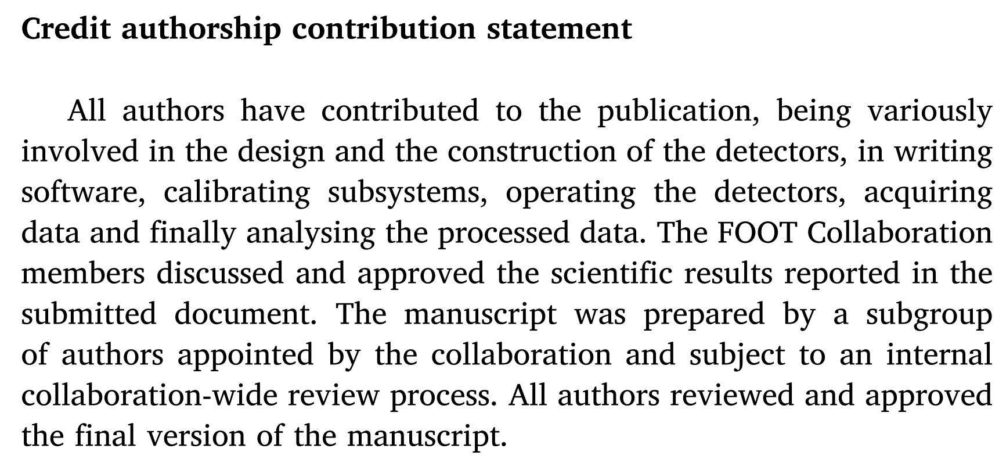 Credit authorship contribution statement
All authors have contributed to the publication, being variously
involved in the design and the construction of the detectors, in writing
software, calibrating subsystems, operating the detectors, acquiring
data and finally analysing the processed data. The FOOT Collaboration
members discussed and approved the scientific results reported in the
submitted document. The manuscript was prepared by a subgroup
of authors appointed by the collaboration and subject to an internal
collaboration-wide review process. All authors reviewed and approved
the final version of the manuscript.